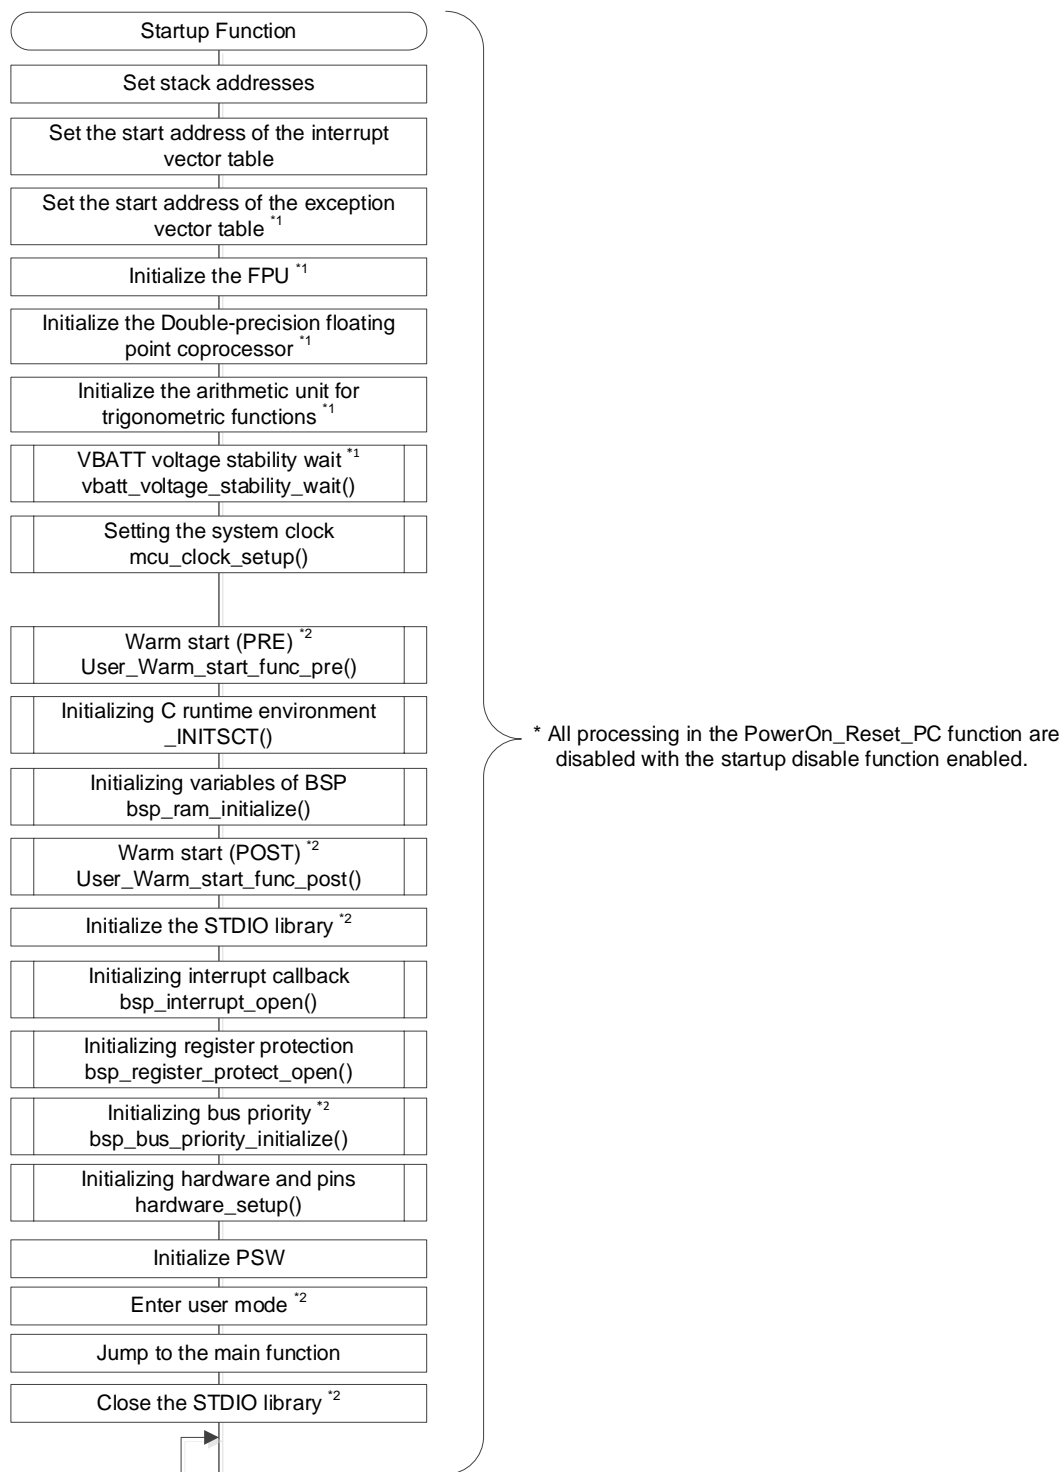 Startup Function
Set stack addresses
Set the start address of the interrupt
vector table
Set the start address of the exception
vector table *1
Initialize the FPU *1
Initialize the Double-precision floating
point coprocessor *1
Initialize the arithmetic unit for
trigonometric functions *1
VBATT voltage stability wait *1
vbatt_voltage_stability_wait()
Setting the system clock
mcu_clock_setup()
Warm start (PRE) *2
User_Warm_start_func_pre()
Initializing C runtime environment
_INITSCT()
Initializing variables of BSP
bsp_ram_initialize()
Warm start (POST) *2
User_Warm_start_func_post()
Initialize the STDIO library *2
Initializing interrupt callback
bsp_interrupt_open()
Initializing register protection
bsp_register_protect_open()
Initializing bus priority *2
bsp_bus_priority_initialize()
Initializing hardware and pins
hardware_setup()
Initialize PSW
Enter user mode *2
Jump to the main function
Close the STDIO library *2
* All processing in the PowerOn_Reset_PC function are
disabled with the startup disable function enabled.